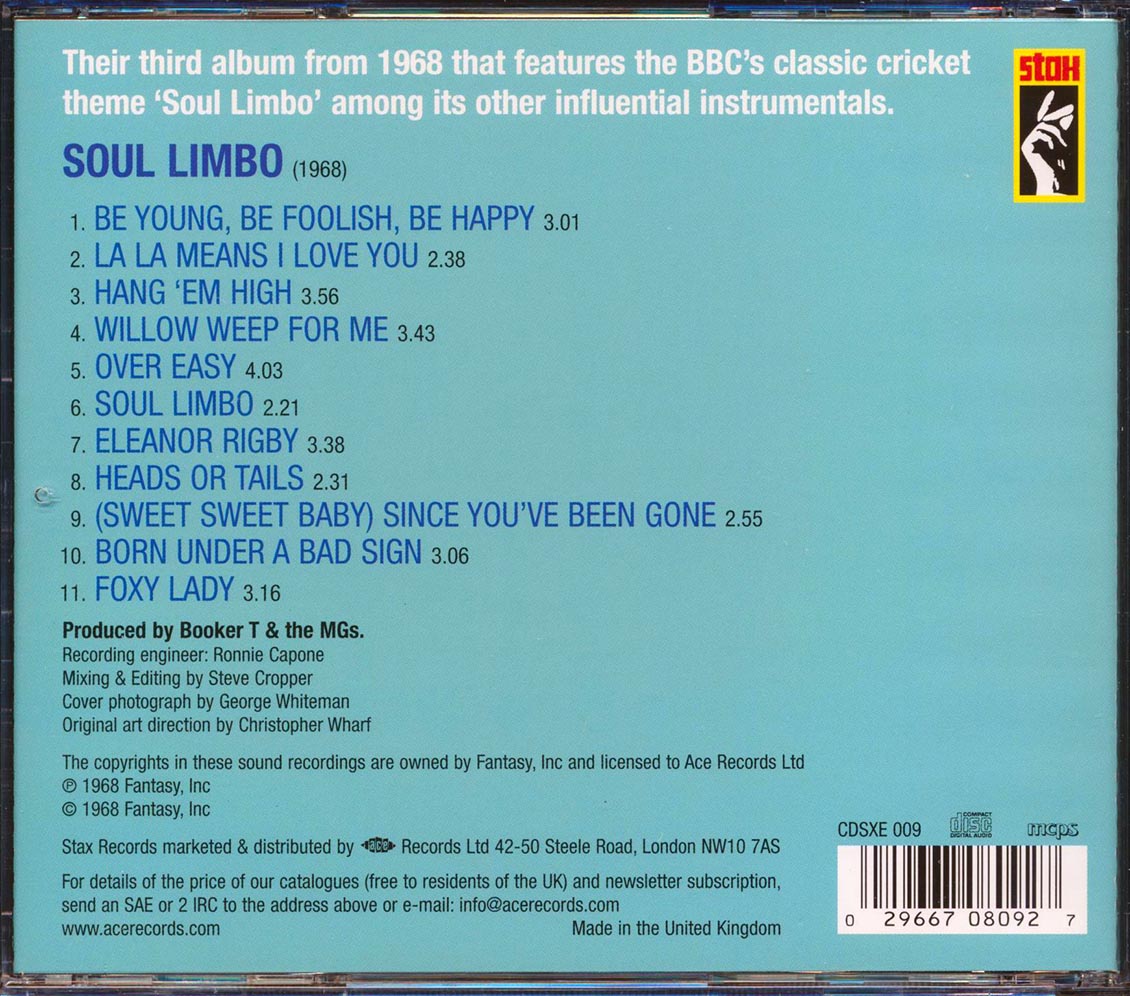 Their third album from 1968 that features the BBC's classic cricket
theme 'Soul Limbo' among its other influential instrumentals.
stax
SOUL LIMBO (1968)
1. BE YOUNG, BE FOOLISH, BE HAPPY 3.01
2. LA LA MEANS I LOVE YOU 2.38
3. HANG 'EM HIGH 3.56
4. WILLOW WEEP FOR ME 3.43
5. OVER EASY 4.03
6. SOUL LIMBO 2.21
7. ELEANOR RIGBY 3.38
8. HEADS OR TAILS 2.31
9. (SWEET SWEET BABY) SINCE YOU'VE BEEN GONE 2.55
10. BORN UNDER A BAD SIGN 3.06
11. FOXY LADY 3.16
Produced by Booker T & the MGs.
Recording engineer: Ronnie Capone
Mixing & Editing by Steve Cropper
Cover photograph by George Whiteman
Original art direction by Christopher Wharf
The copyrights in these sound recordings are owned by Fantasy, Inc and licensed to Ace Records Ltd
℗ 1968 Fantasy, Inc
© 1968 Fantasy, Inc
Stax Records marketed & distributed by ace Records Ltd 42-50 Steele Road, London NW10 7AS
For details of the price of our catalogues (free to residents of the UK) and newsletter subscription,
send an SAE or 2 IRC to the address above or e-mail: info@acerecords.com
www.acerecords.com Made in the United Kingdom
CDSXE 009
COMPACT
disc
DIGITAL AUDIO
mcps
0 29667 08092 7